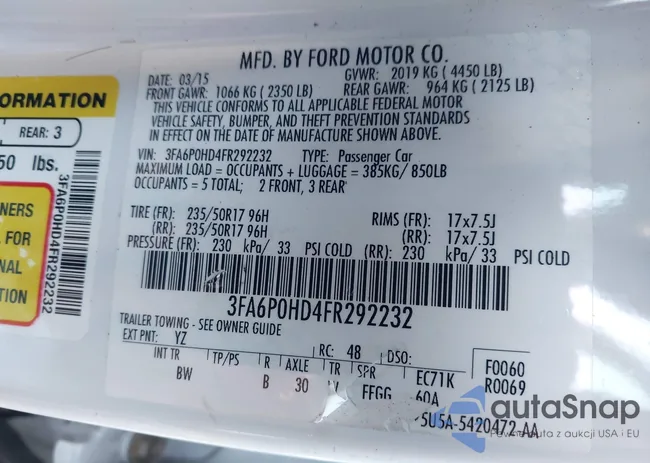 MFD. BY FORD MOTOR CO.
DATE: 03/15 GVWR: 2019 KG ( 4450 LB)
FRONT GAWR: 1066 KG ( 2350 LB) REAR GAWR: 964 KG ( 2125 LB)
THIS VEHICLE CONFORMS TO ALL APPLICABLE FEDERAL MOTOR
VEHICLE SAFETY, BUMPER, AND THEFT PREVENTION STANDARDS
IN EFFECT ON THE DATE OF MANUFACTURE SHOWN ABOVE.
VIN: 3FA6P0HD4FR292232 TYPE: Passenger Car
MAXIMUM LOAD = OCCUPANTS + LUGGAGE = 385KG/ 850LB
OCCUPANTS = 5 TOTAL; 2 FRONT, 3 REAR
TIRE (FR): 235/50R17 96H RIMS (FR): 17x7.5J
(RR): 235/50R17 96H (RR): 17x7.5J
PRESSURE (FR): 230 kPa/ 33 PSI COLD (RR): 230 kPa/ 33 PSI COLD
3FA6P0HD4FR292232
TRAILER TOWING - SEE OWNER GUIDE
EXT PNT: YZ RC: 48 DSO: F0060
INT TR TP/PS R AXLE TR SPR EC71K R0069
BW B 30 FFGG 60A
5U5A-5420472-AA
ORMATION
REAR: 3
50 lbs.
NERS
FOR
NAL
TION
3FA6P0HD4FR292232
autaSnap
Pewne auta z aukcji USA i EU